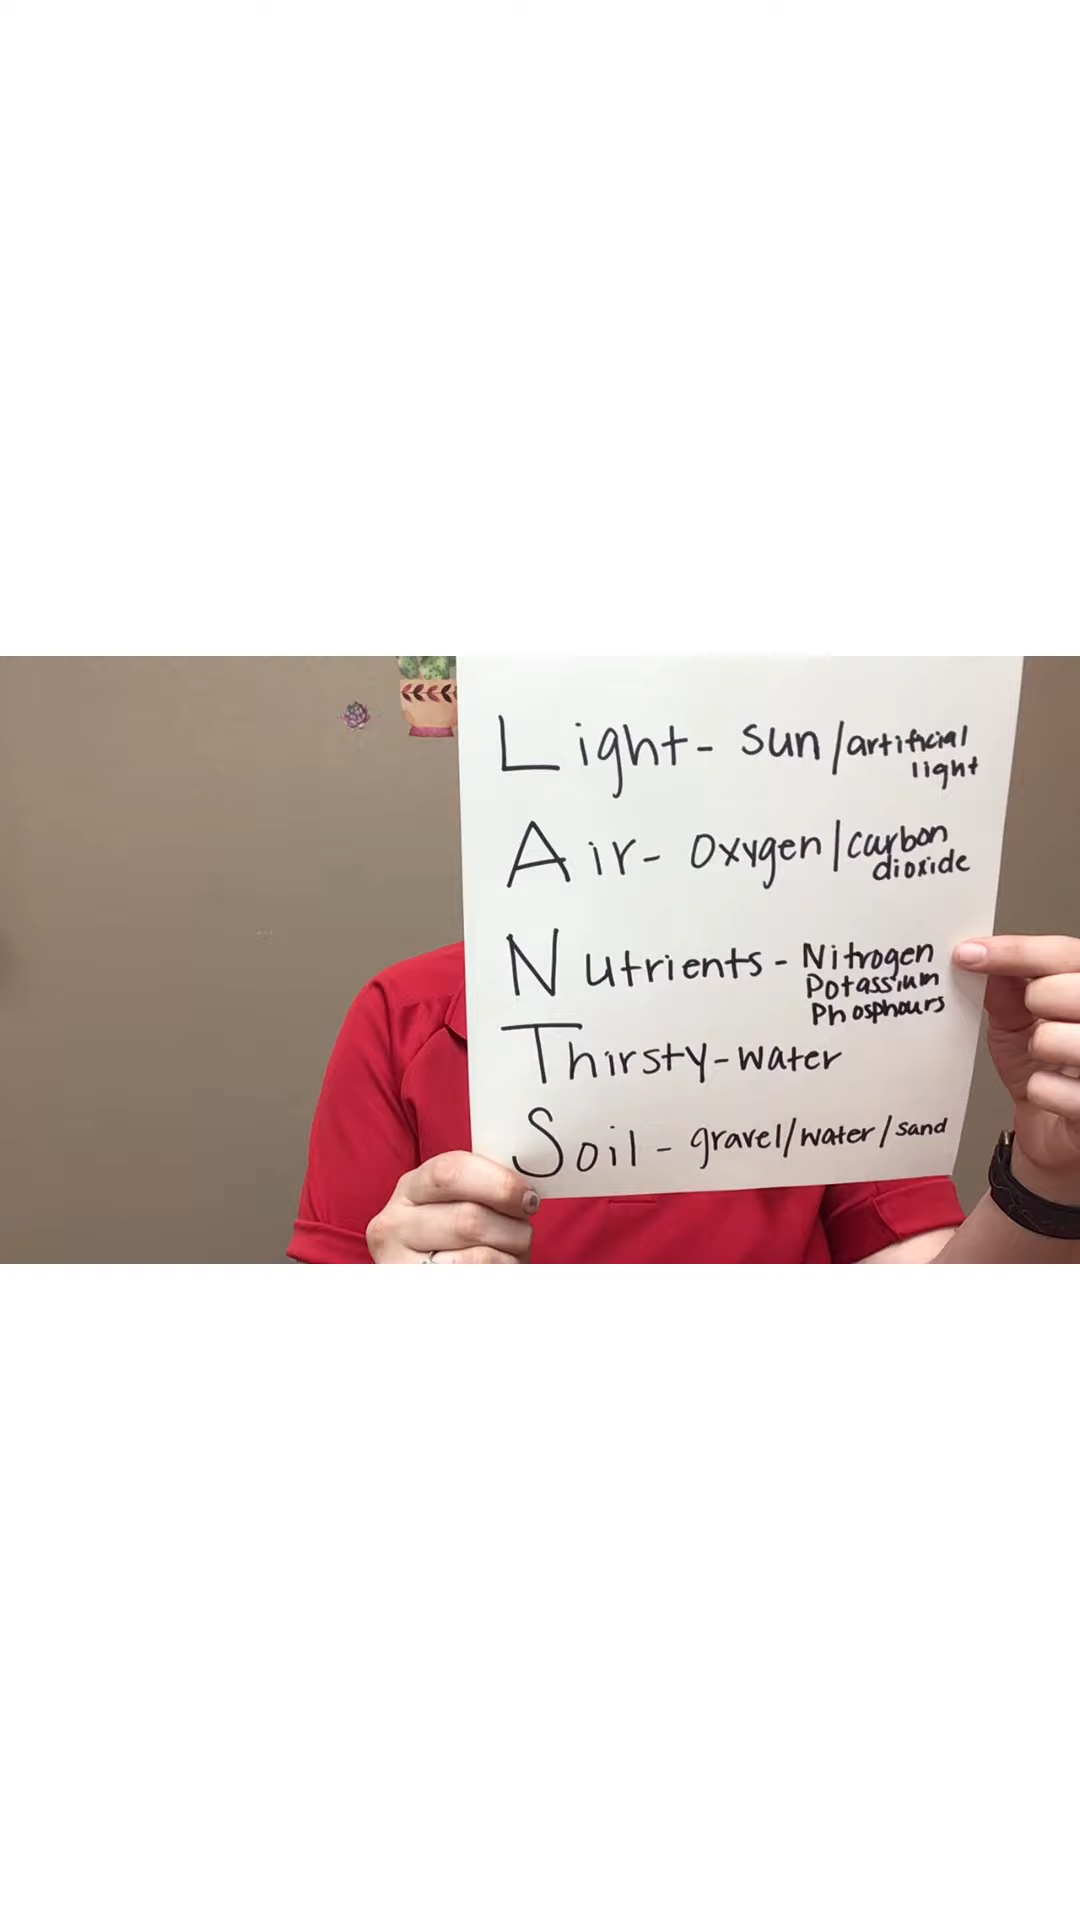 Light - sun/artificial
light
Air - Oxygen/carbon
dioxide
Nutrients - Nitrogen
Potassium
Phosphours
Thirsty - water
Soil - gravel/water/sand